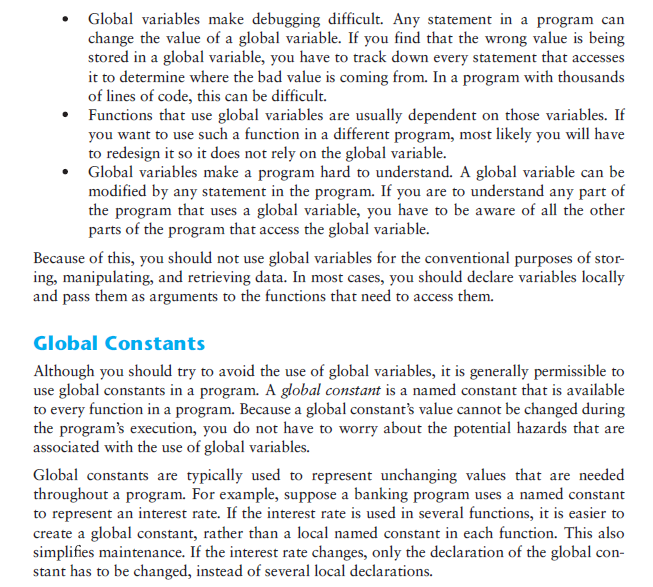 • Global variables make debugging difficult. Any statement in a program can
change the value of a global variable. If you find that the wrong value is being
stored in a global variable, you have to track down every statement that accesses
it to determine where the bad value is coming from. In a program with thousands
of lines of code, this can be difficult.
• Functions that use global variables are usually dependent on those variables. If
you want to use such a function in a different program, most likely you will have
to redesign it so it does not rely on the global variable.
• Global variables make a program hard to understand. A global variable can be
modified by any statement in the program. If you are to understand any part of
the program that uses a global variable, you have to be aware of all the other
parts of the program that access the global variable.
Because of this, you should not use global variables for the conventional purposes of stor-
ing, manipulating, and retrieving data. In most cases, you should declare variables locally
and pass them as arguments to the functions that need to access them.
Global Constants
Although you should try to avoid the use of global variables, it is generally permissible to
use global constants in a program. A global constant is a named constant that is available
to every function in a program. Because a global constant's value cannot be changed during
the program's execution, you do not have to worry about the potential hazards that are
associated with the use of global variables.
Global constants are typically used to represent unchanging values that are needed
throughout a program. For example, suppose a banking program uses a named constant
to represent an interest rate. If the interest rate is used in several functions, it is easier to
create a global constant, rather than a local named constant in each function. This also
simplifies maintenance. If the interest rate changes, only the declaration of the global con-
stant has to be changed, instead of several local declarations.